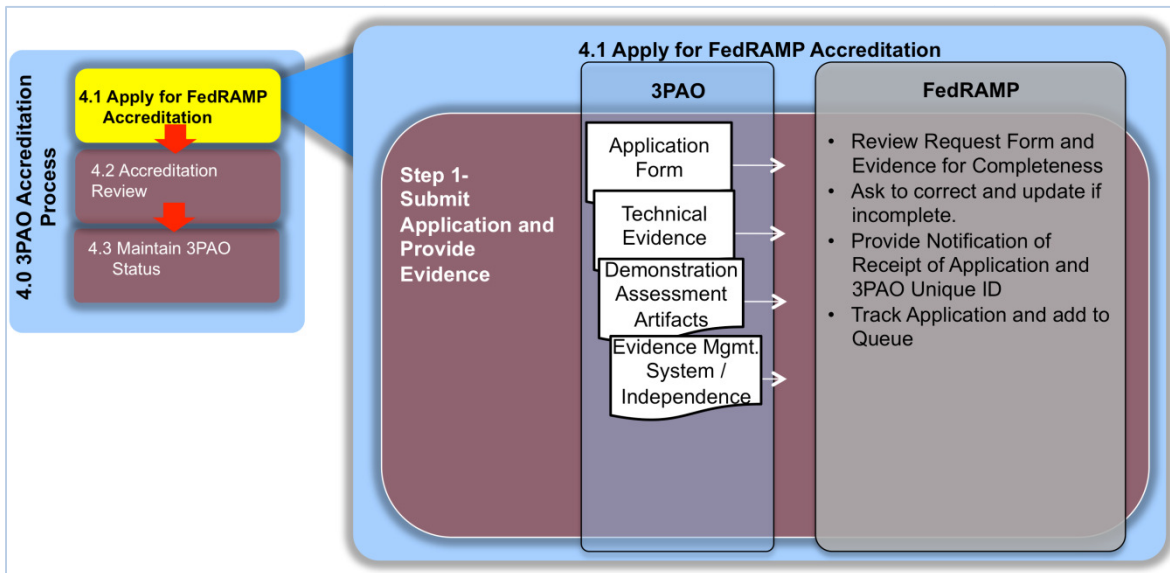 4.0 3PAO Accreditation
Process
4.1 Apply for FedRAMP
Accreditation
4.2 Accreditation
Review
4.3 Maintain 3PAO
Status
4.1 Apply for FedRAMP Accreditation
Step 1-
Submit
Application and
Provide
Evidence
3PAO
Application
Form
Technical
Evidence
Demonstration
Assessment
Artifacts
Evidence Mgmt.
System /
Independence
FedRAMP
• Review Request Form and
Evidence for Completeness
• Ask to correct and update if
incomplete.
• Provide Notification of
Receipt of Application and
3PAO Unique ID
• Track Application and add to
Queue